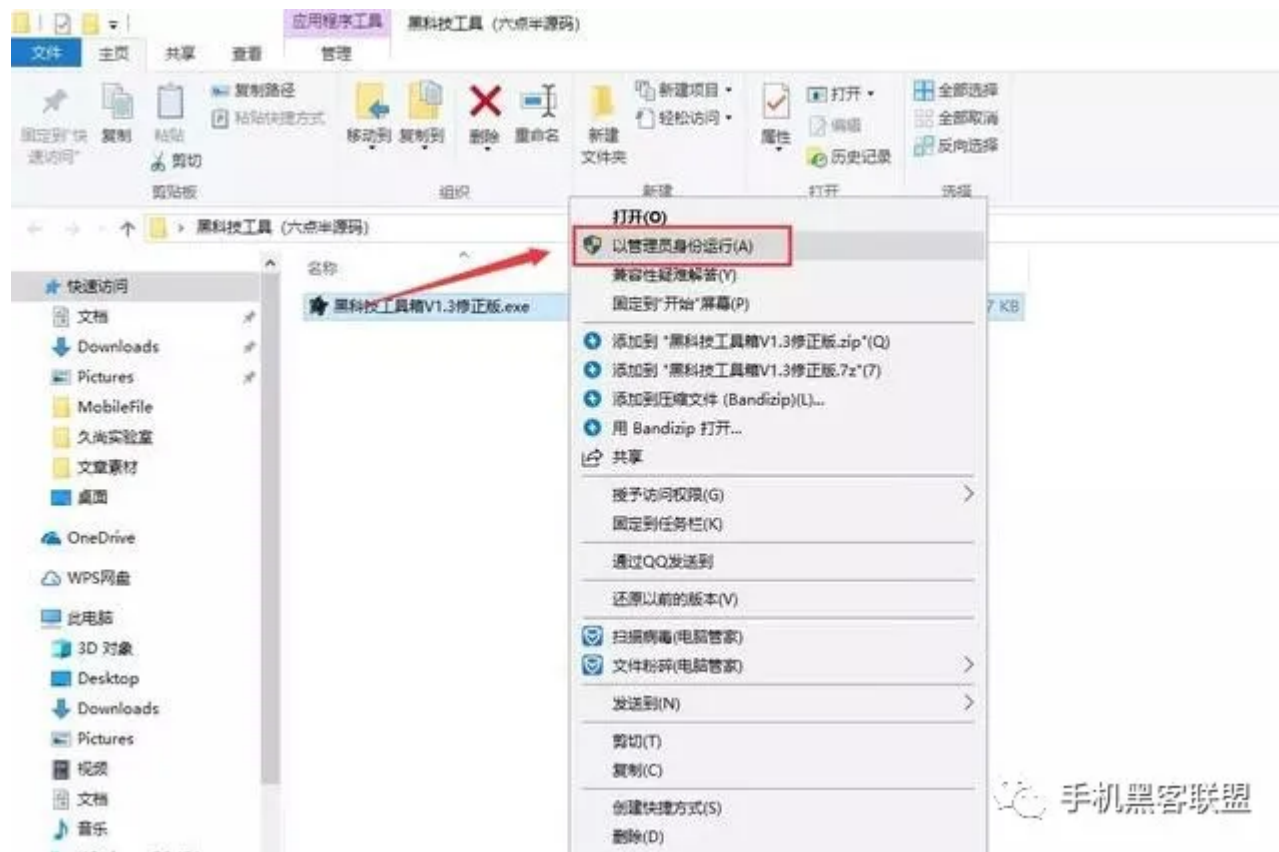 应用程序工具 黑科技工具 (六点半源码)
文件 主页 共享 查看 管理
固定到"快速访问"
复制
粘贴
复制路径
粘贴快捷方式
剪切
剪贴板
移动到 复制到 删除 重命名
组织
新建文件夹
新建项目
轻松访问
新建
属性
打开
编辑
历史记录
打开
全部选择
全部取消
反向选择
选择
黑科技工具 (六点半源码)
名称
黑科技工具箱V1.3修正版.exe
7 KB
快速访问
文档
Downloads
Pictures
MobileFile
久尚实验室
文章素材
桌面
OneDrive
WPS网盘
此电脑
3D 对象
Desktop
Downloads
Pictures
视频
文档
音乐
打开(O)
以管理员身份运行(A)
兼容性疑难解答(Y)
固定到"开始"屏幕(P)
添加到 "黑科技工具箱V1.3修正版.zip"(Q)
添加到 "黑科技工具箱V1.3修正版.7z"(7)
添加到压缩文件 (Bandizip)(L)...
用 Bandizip 打开...
共享
授予访问权限(G)
固定到任务栏(K)
通过QQ发送到
还原以前的版本(V)
扫描病毒(电脑管家)
文件粉碎(电脑管家)
发送到(N)
剪切(T)
复制(C)
创建快捷方式(S)
删除(D)
手机黑客联盟